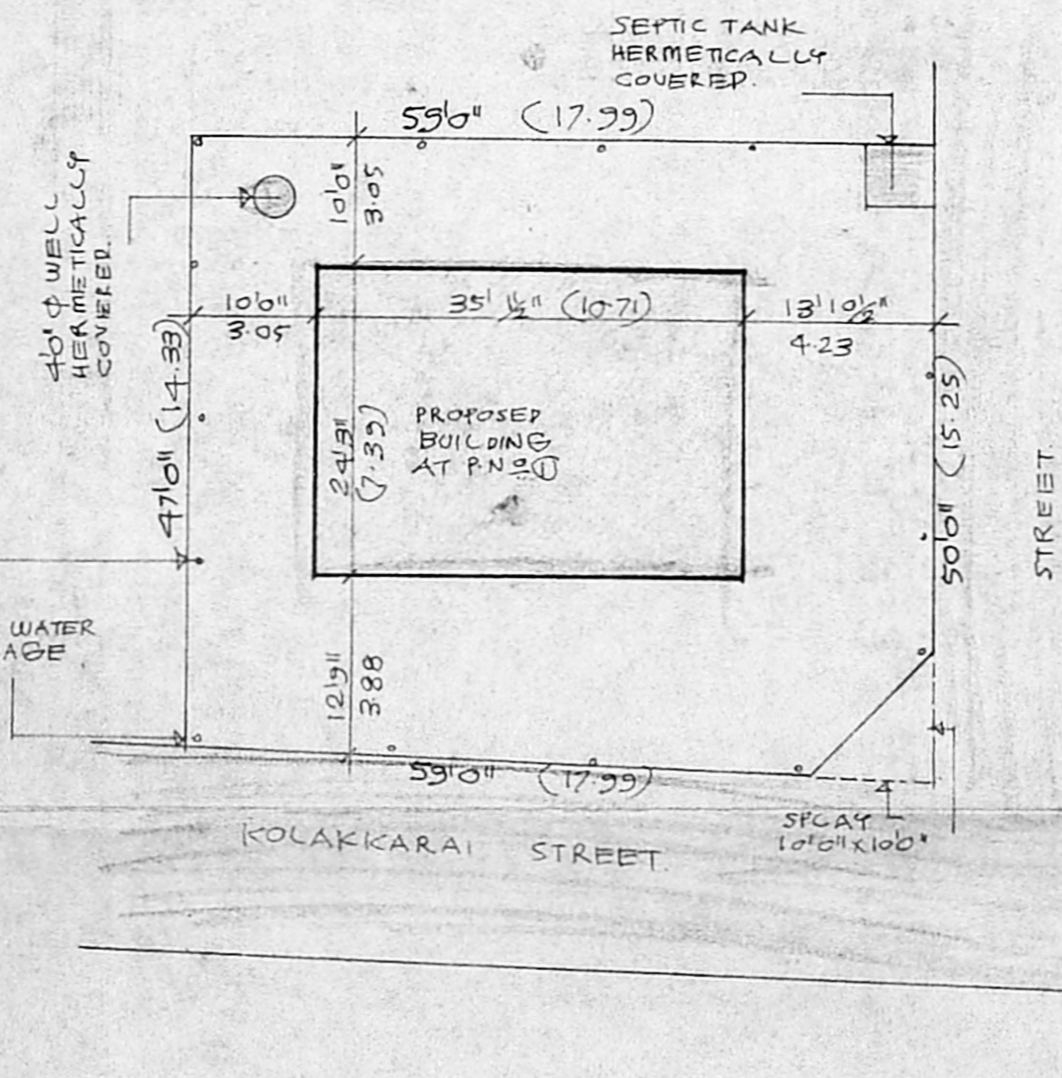 SEPTIC TANK
HERMETICALLY
COVERED.
59'0" (17.99)
4'0" φ WELL
HERMETICALLY
COVERED
10'0"
3.05
10'0"
3.05
35' 1½" (10.71)
13'10½"
4.23
47'0" (14.33)
24'3"
(7.39)
PROPOSED
BUILDING
AT P.Nº ①
50'0" (15.25)
STREET.
WATER
AGE
12'9"
3.88
59'0" (17.99)
SPLAY
10'0"X10'0"
KOLAKKARAI STREET.